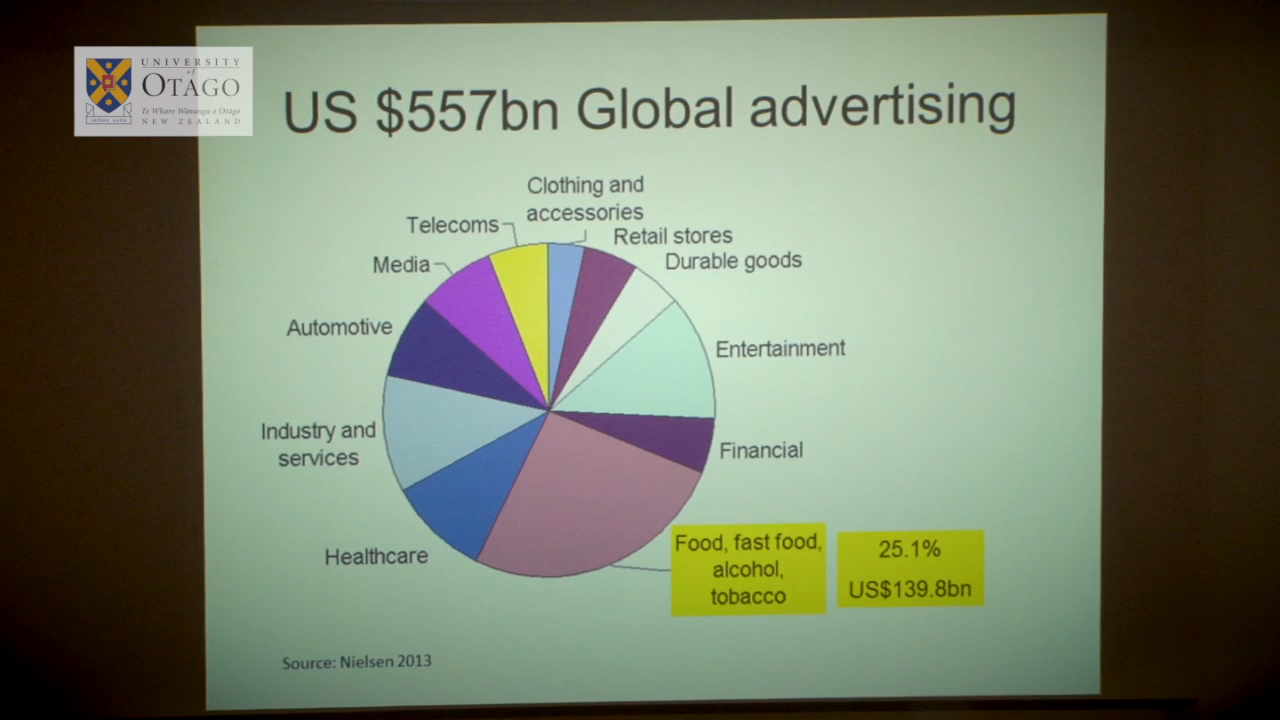 UNIVERSITY
of
OTAGO
Te Whare Wānanga o Otāgo
NEW ZEALAND
SAPERE AUDE
US $557bn Global advertising
Clothing and
accessories
Telecoms
Retail stores
Media
Durable goods
Automotive
Entertainment
Industry and
services
Financial
Healthcare
Food, fast food,
alcohol,
tobacco
25.1%
US$139.8bn
Source: Nielsen 2013